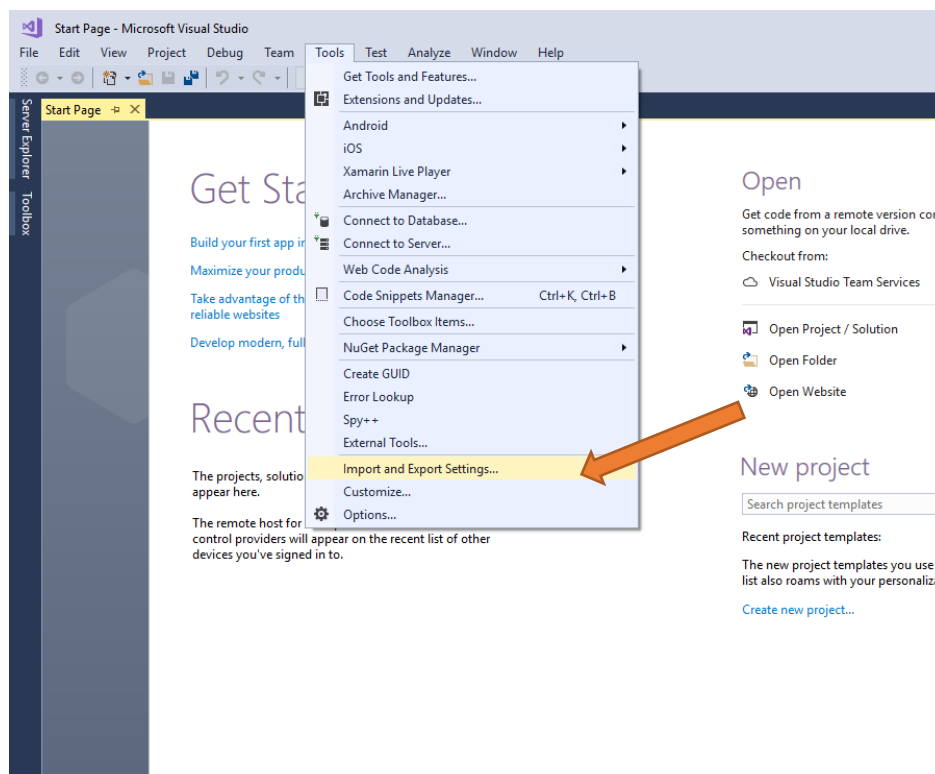 Start Page - Microsoft Visual Studio
File Edit View Project Debug Team Tools Test Analyze Window Help
Server Explorer
Toolbox
Start Page
Get Tools and Features...
Extensions and Updates...
Android
iOS
Xamarin Live Player
Archive Manager...
Connect to Database...
Connect to Server...
Web Code Analysis
Code Snippets Manager... Ctrl+K, Ctrl+B
Choose Toolbox Items...
NuGet Package Manager
Create GUID
Error Lookup
Spy++
External Tools...
Import and Export Settings...
Customize...
Options...
Get Sta
Build your first app in
Maximize your produ
Take advantage of th
reliable websites
Develop modern, full
Recent
The projects, solutio
appear here.
The remote host for
control providers will appear on the recent list of other
devices you've signed in to.
Open
Get code from a remote version con
something on your local drive.
Checkout from:
Visual Studio Team Services
Open Project / Solution
Open Folder
Open Website
New project
Search project templates
Recent project templates:
The new project templates you use
list also roams with your personaliz
Create new project...